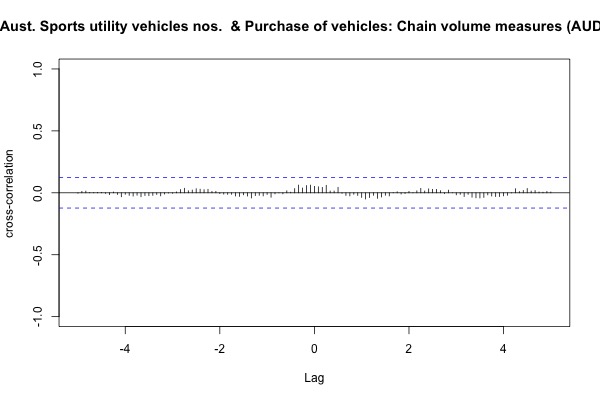 Aust. Sports utility vehicles nos.  & Purchase of vehicles: Chain volume measures (AUD
1.0
0.5
0.0
-0.5
-1.0
cross-correlation
-4 -2 0 2 4
Lag